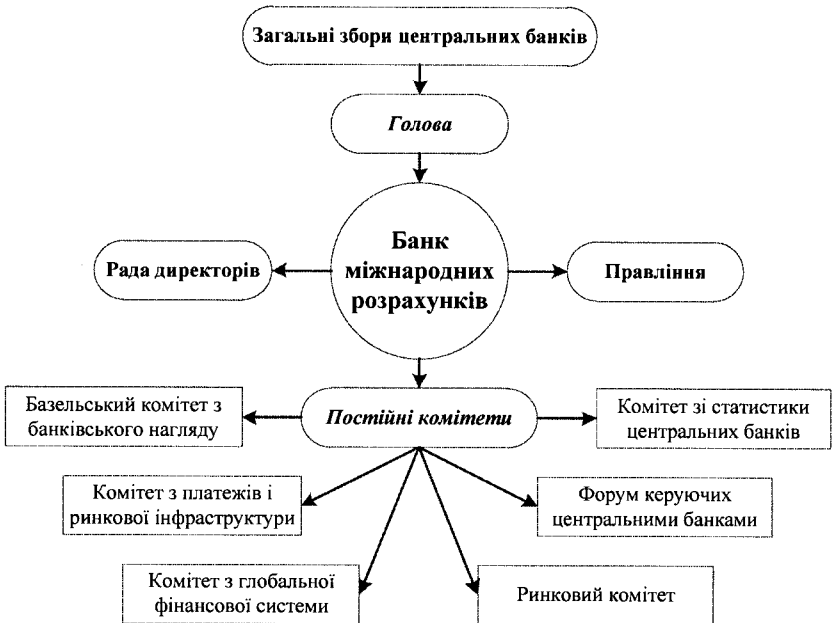 Загальні збори центральних банків
Голова
Банк
міжнародних
розрахунків
Рада директорів
Правління
Базельський комітет з
банківського нагляду
Постійні комітети
Комітет зі статистики
центральних банків
Комітет з платежів і
ринкової інфраструктури
Форум керуючих
центральними банками
Комітет з глобальної
фінансової системи
Ринковий комітет